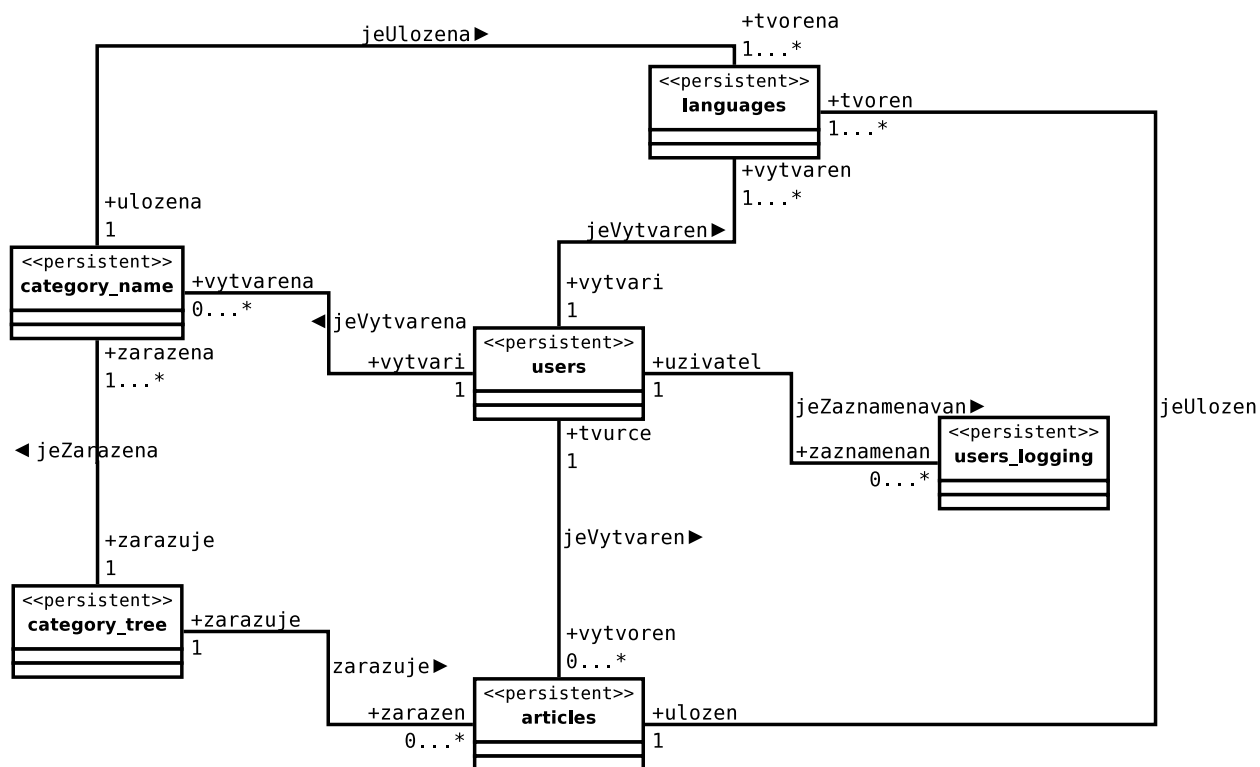 +tvorena
jeUlozena►
1...*
<<persistent>>
languages
+tvoren
1...*
+vytvaren
1...*
+ulozena
1
jeVytvaren►
<<persistent>>
category_name
+vytvarena
0...*
+vytvari
1
◄jeVytvarena
<<persistent>>
users
+zarazena
1...*
+vytvari
1
+uzivatel
1
jeZaznamenavan►
jeUlozen
<<persistent>>
users_logging
+tvurce
1
◄jeZarazena
+zaznamenan
0...*
+zarazuje
1
jeVytvaren►
<<persistent>>
category_tree
+zarazuje
1
+vytvoren
0...*
zarazuje►
<<persistent>>
articles
+zarazen
0...*
+ulozen
1